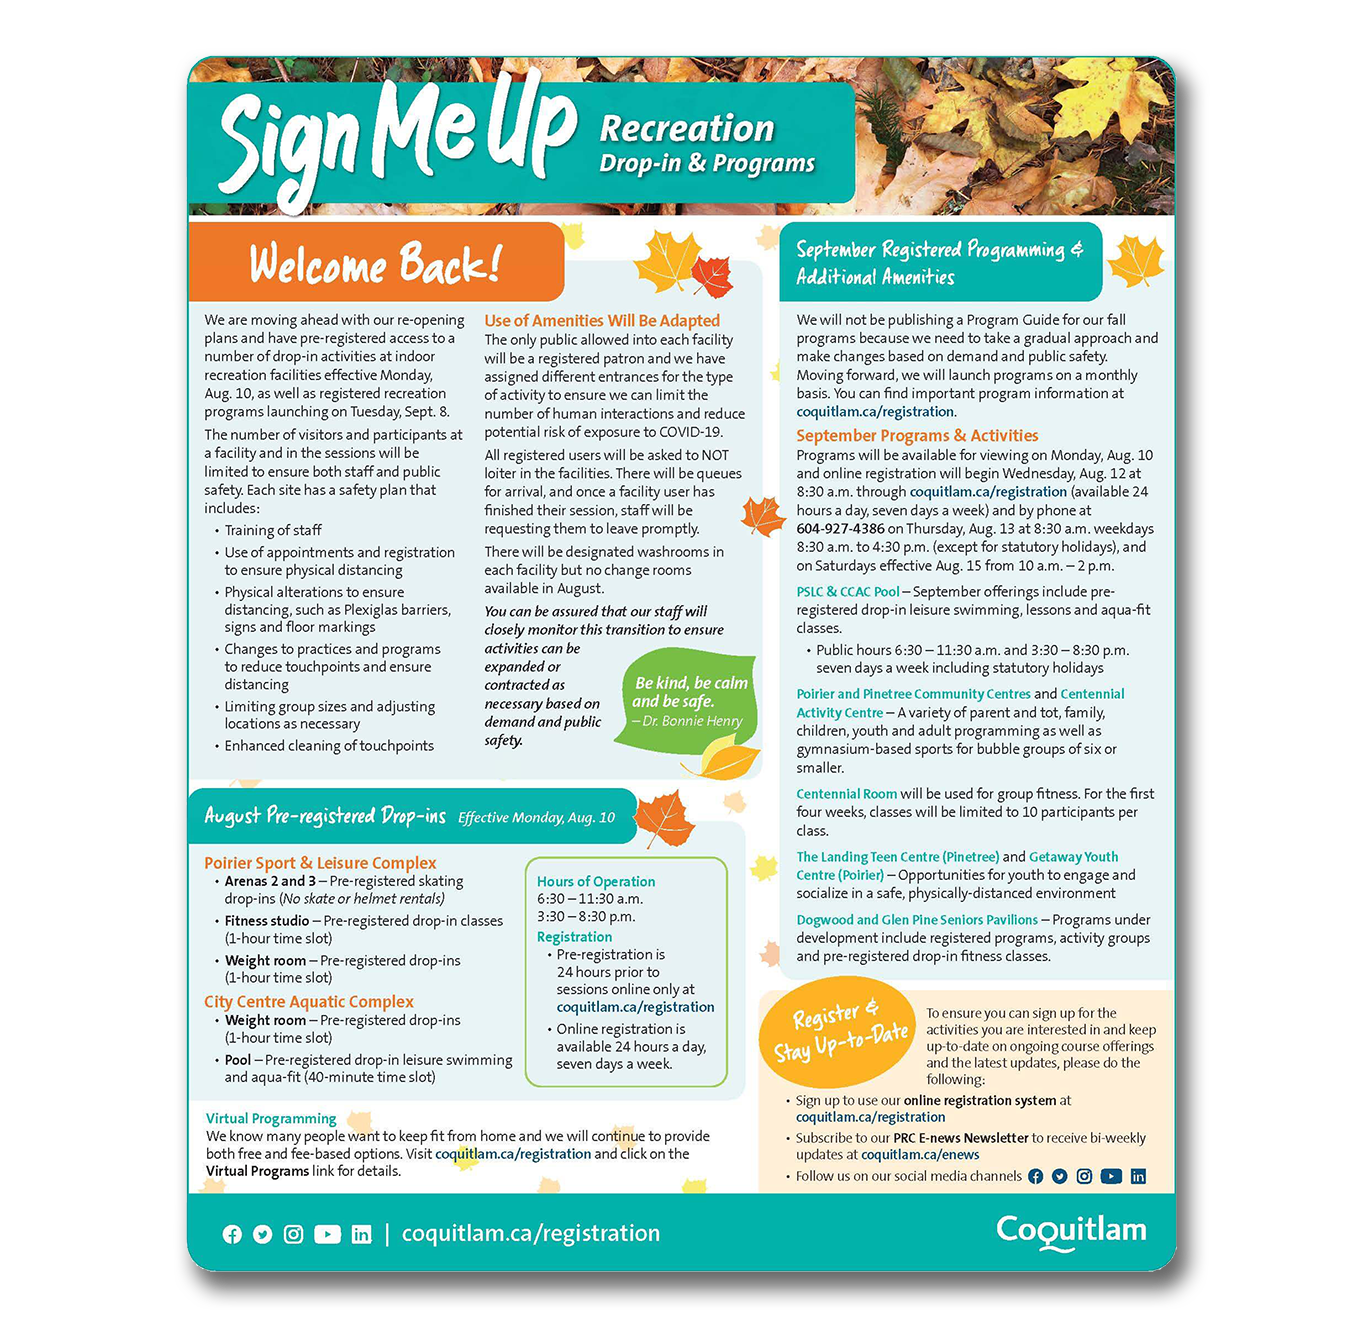 Sign Me Up
Recreation
Drop-in & Programs
Welcome Back!
We are moving ahead with our re-opening
plans and have pre-registered access to a
number of drop-in activities at indoor
recreation facilities effective Monday,
Aug. 10, as well as registered recreation
programs launching on Tuesday, Sept. 8.
The number of visitors and participants at
a facility and in the sessions will be
limited to ensure both staff and public
safety. Each site has a safety plan that
includes:
• Training of staff
• Use of appointments and registration
to ensure physical distancing
• Physical alterations to ensure
distancing, such as Plexiglas barriers,
signs and floor markings
• Changes to practices and programs
to reduce touchpoints and ensure
distancing
• Limiting group sizes and adjusting
locations as necessary
• Enhanced cleaning of touchpoints
Use of Amenities Will Be Adapted
The only public allowed into each facility
will be a registered patron and we have
assigned different entrances for the type
of activity to ensure we can limit the
number of human interactions and reduce
potential risk of exposure to COVID-19.
All registered users will be asked to NOT
loiter in the facilities. There will be queues
for arrival, and once a facility user has
finished their session, staff will be
requesting them to leave promptly.
There will be designated washrooms in
each facility but no change rooms
available in August.
You can be assured that our staff will
closely monitor this transition to ensure
activities can be
expanded or
contracted as
necessary based on
demand and public
safety.
Be kind, be calm
and be safe.
– Dr. Bonnie Henry
August Pre-registered Drop-ins Effective Monday, Aug. 10
Poirier Sport & Leisure Complex
• Arenas 2 and 3 – Pre-registered skating
drop-ins (No skate or helmet rentals)
• Fitness studio – Pre-registered drop-in classes
(1-hour time slot)
• Weight room – Pre-registered drop-ins
(1-hour time slot)
City Centre Aquatic Complex
• Weight room – Pre-registered drop-ins
(1-hour time slot)
• Pool – Pre-registered drop-in leisure swimming
and aqua-fit (40-minute time slot)
Hours of Operation
6:30 – 11:30 a.m.
3:30 – 8:30 p.m.
Registration
• Pre-registration is
24 hours prior to
sessions online only at
coquitlam.ca/registration
• Online registration is
available 24 hours a day,
seven days a week.
Virtual Programming
We know many people want to keep fit from home and we will continue to provide
both free and fee-based options. Visit coquitlam.ca/registration and click on the
Virtual Programs link for details.
September Registered Programming &
Additional Amenities
We will not be publishing a Program Guide for our fall
programs because we need to take a gradual approach and
make changes based on demand and public safety.
Moving forward, we will launch programs on a monthly
basis. You can find important program information at
coquitlam.ca/registration.
September Programs & Activities
Programs will be available for viewing on Monday, Aug. 10
and online registration will begin Wednesday, Aug. 12 at
8:30 a.m. through coquitlam.ca/registration (available 24
hours a day, seven days a week) and by phone at
604-927-4386 on Thursday, Aug. 13 at 8:30 a.m. weekdays
8:30 a.m. to 4:30 p.m. (except for statutory holidays), and
on Saturdays effective Aug. 15 from 10 a.m. – 2 p.m.
PSLC & CCAC Pool – September offerings include pre-
registered drop-in leisure swimming, lessons and aqua-fit
classes.
• Public hours 6:30 – 11:30 a.m. and 3:30 – 8:30 p.m.
seven days a week including statutory holidays
Poirier and Pinetree Community Centres and Centennial
Activity Centre – A variety of parent and tot, family,
children, youth and adult programming as well as
gymnasium-based sports for bubble groups of six or
smaller.
Centennial Room will be used for group fitness. For the first
four weeks, classes will be limited to 10 participants per
class.
The Landing Teen Centre (Pinetree) and Getaway Youth
Centre (Poirier) – Opportunities for youth to engage and
socialize in a safe, physically-distanced environment
Dogwood and Glen Pine Seniors Pavilions – Programs under
development include registered programs, activity groups
and pre-registered drop-in fitness classes.
Register &
Stay Up-to-Date
To ensure you can sign up for the
activities you are interested in and keep
up-to-date on ongoing course offerings
and the latest updates, please do the
following:
• Sign up to use our online registration system at
coquitlam.ca/registration
• Subscribe to our PRC E-news Newsletter to receive bi-weekly
updates at coquitlam.ca/enews
• Follow us on our social media channels
| coquitlam.ca/registration
Coquitlam